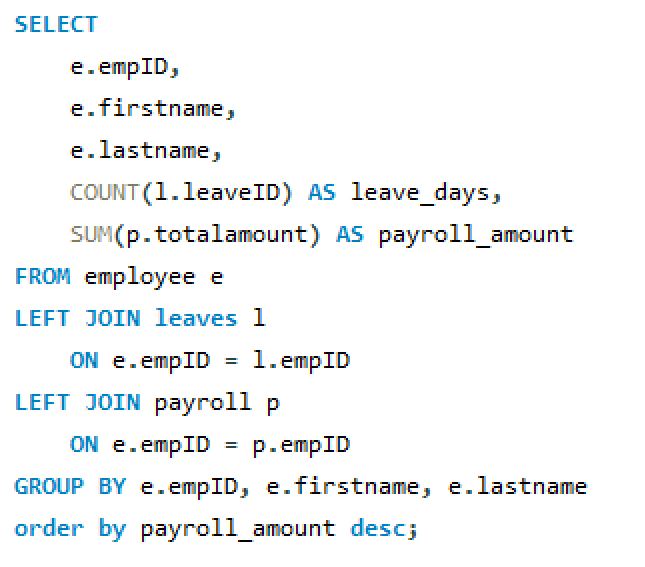 SELECT
    e.empID,
    e.firstname,
    e.lastname,
    COUNT(l.leaveID) AS leave_days,
    SUM(p.totalamount) AS payroll_amount
FROM employee e
LEFT JOIN leaves l
    ON e.empID = l.empID
LEFT JOIN payroll p
    ON e.empID = p.empID
GROUP BY e.empID, e.firstname, e.lastname
order by payroll_amount desc;